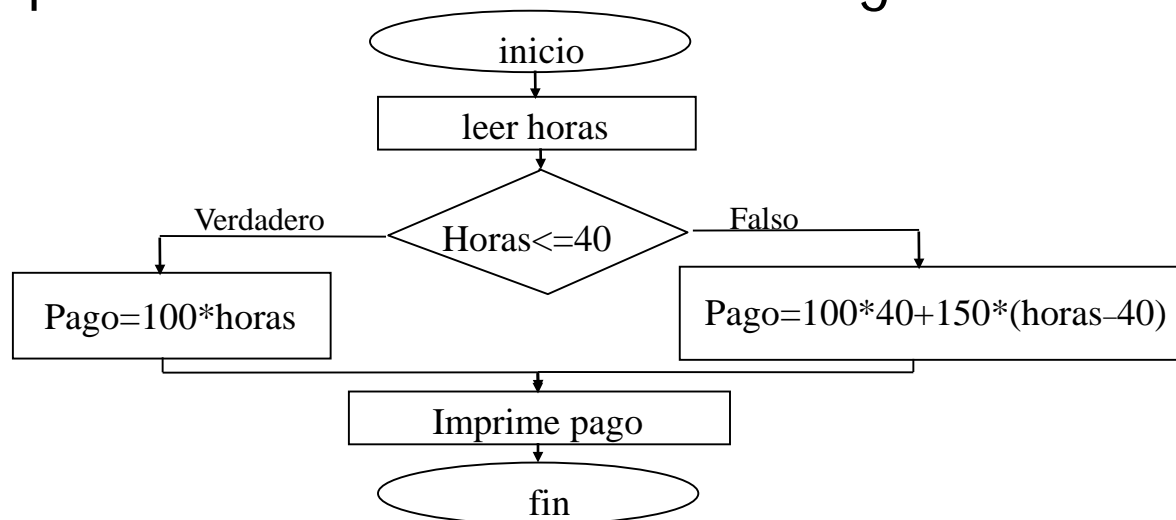 inicio
leer horas
Verdadero
Falso
Horas<=40
Pago=100*horas
Pago=100*40+150*(horas-40)
Imprime pago
fin